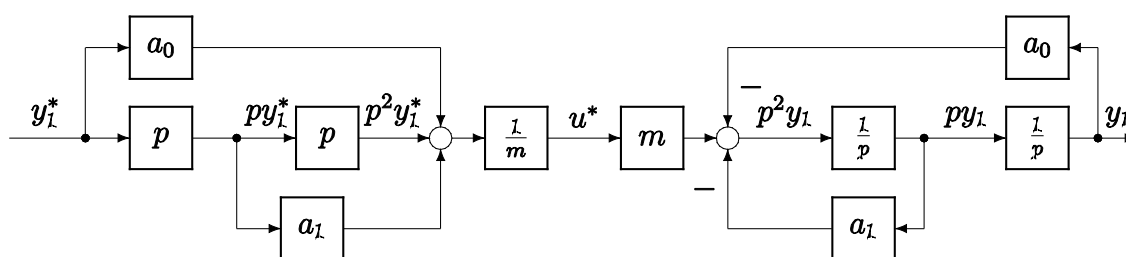 a₀ a₀
y₁* p py₁* p p²y₁* 1/m u* m − p²y₁ 1/p py₁ 1/p y₁
−
a₁ a₁